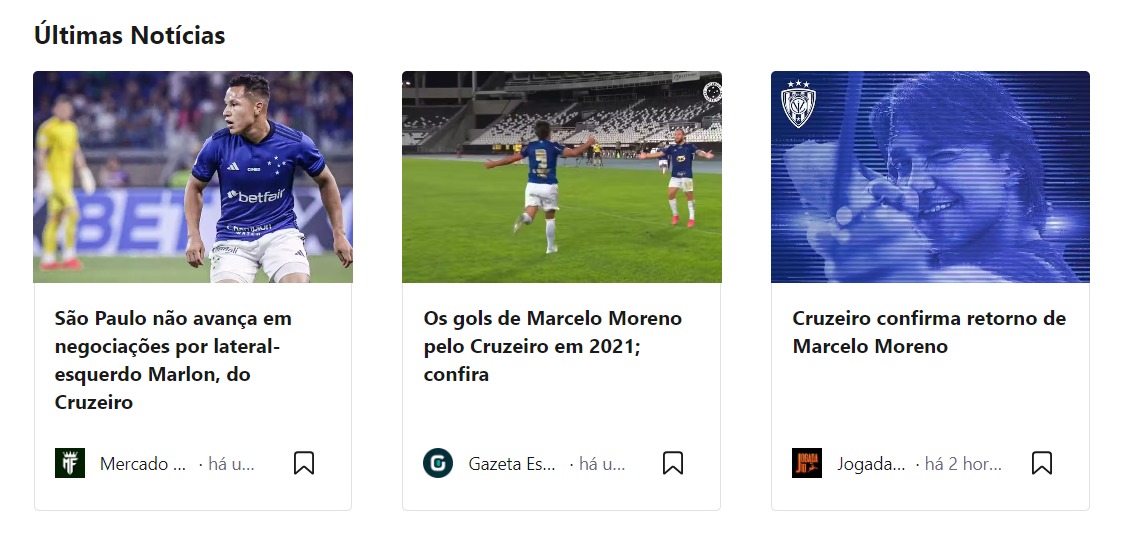 Últimas Notícias
betfair
São Paulo não avança em
negociações por lateral-
esquerdo Marlon, do
Cruzeiro
Mercado ... · há u...
3
Os gols de Marcelo Moreno
pelo Cruzeiro em 2021;
confira
Gazeta Es... · há u...
Cruzeiro confirma retorno de
Marcelo Moreno
Jogada... · há 2 hor...